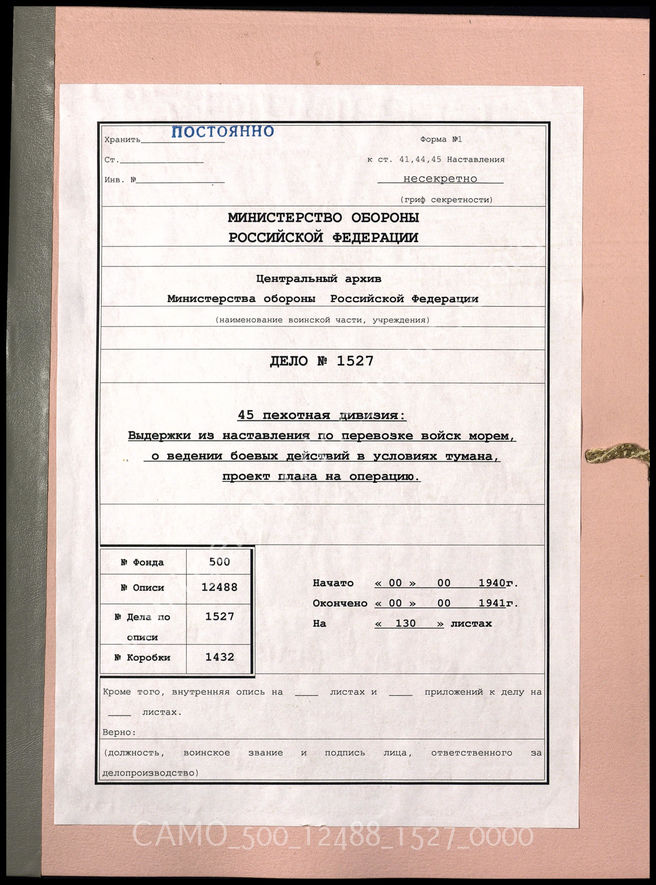 Хранить ПОСТОЯННО
Форма №1
Ст.
к ст. 41,44,45 Наставления
Инв. №
несекретно
(гриф секретности)
МИНИСТЕРСТВО ОБОРОНЫ
РОССИЙСКОЙ ФЕДЕРАЦИИ
Центральный архив
Министерства обороны Российской Федерации
(наименование воинской части, учреждения)
ДЕЛО № 1527
45 пехотная дивизия:
Выдержки из наставления по перевозке войск морем,
о ведении боевых действий в условиях тумана,
проект плана на операцию.
№ Фонда 500
№ Описи 12488
№ Дела по 1527
описи
№ Коробки 1432
Начато « 00 » 00 1940г.
Окончено « 00 » 00 1941г.
На « 130 » листах
Кроме того, внутренняя опись на ____ листах и ____ приложений к делу на
____ листах.
Верно:
(должность, воинское звание и подпись лица, ответственного за
делопроизводство)
CAMO_500_12488_1527_0000